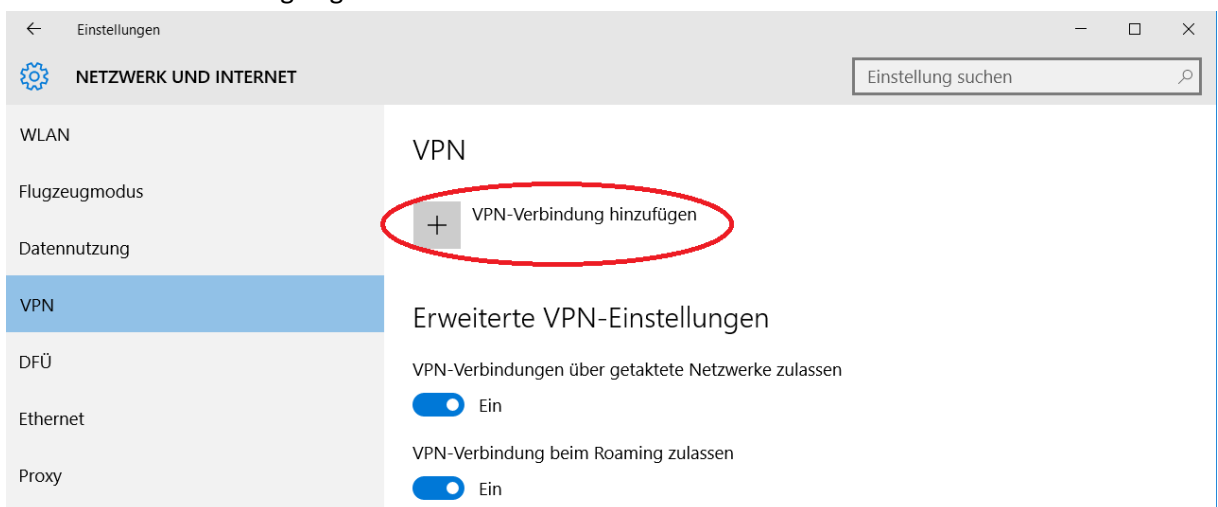 Einstellungen
NETZWERK UND INTERNET
Einstellung suchen
WLAN
Flugzeugmodus
Datennutzung
VPN
DFÜ
Ethernet
Proxy
VPN
VPN-Verbindung hinzufügen
Erweiterte VPN-Einstellungen
VPN-Verbindungen über getaktete Netzwerke zulassen
Ein
VPN-Verbindung beim Roaming zulassen
Ein